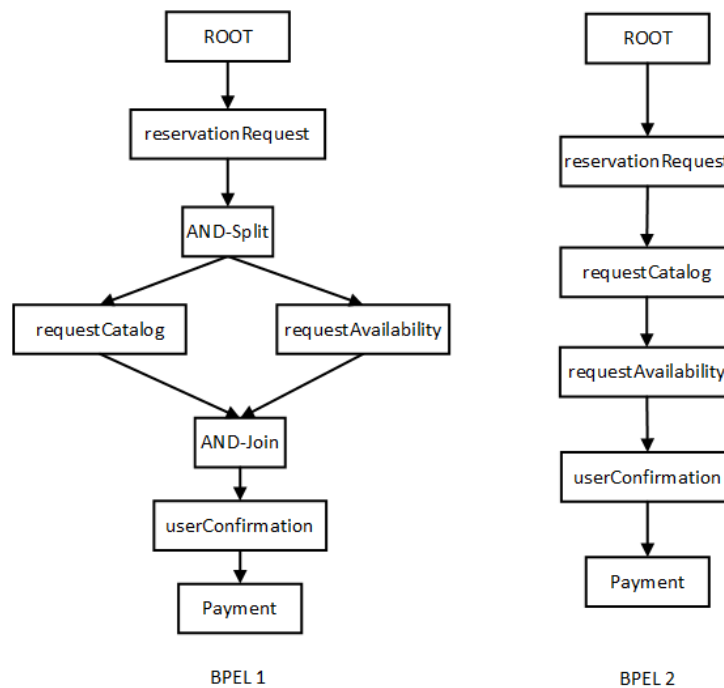 ROOT
reservationRequest
AND-Split
requestCatalog
requestAvailability
AND-Join
userConfirmation
Payment
BPEL 1
ROOT
reservationRequest
requestCatalog
requestAvailability
userConfirmation
Payment
BPEL 2